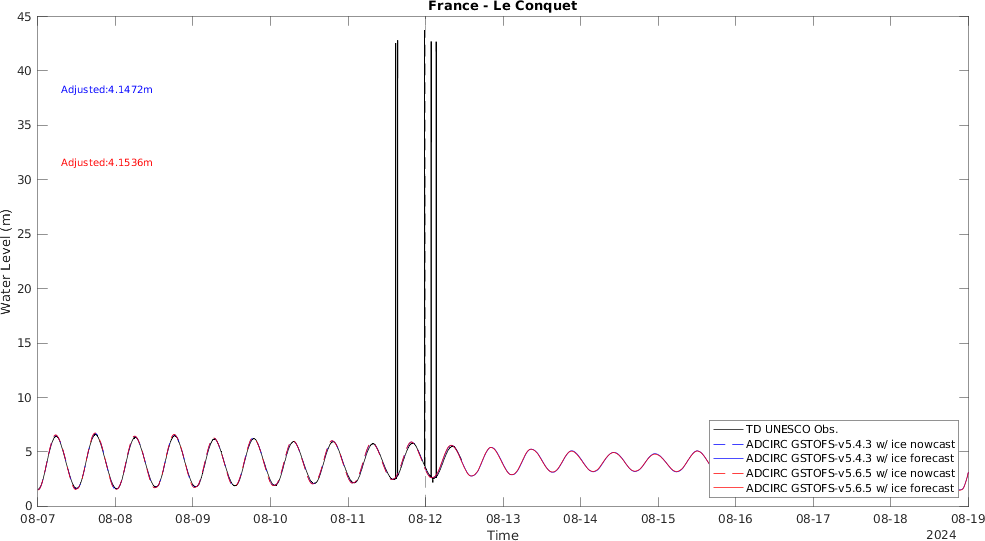 France - Le Conquet
Water Level (m)
45
40
35
30
25
20
15
10
5
0
Adjusted:4.1472m
Adjusted:4.1536m
TD UNESCO Obs.
ADCIRC GSTOFS-v5.4.3 w/ ice nowcast
ADCIRC GSTOFS-v5.4.3 w/ ice forecast
ADCIRC GSTOFS-v5.6.5 w/ ice nowcast
ADCIRC GSTOFS-v5.6.5 w/ ice forecast
08-07 08-08 08-09 08-10 08-11 08-12 08-13 08-14 08-15 08-16 08-17 08-18 08-19
Time
2024